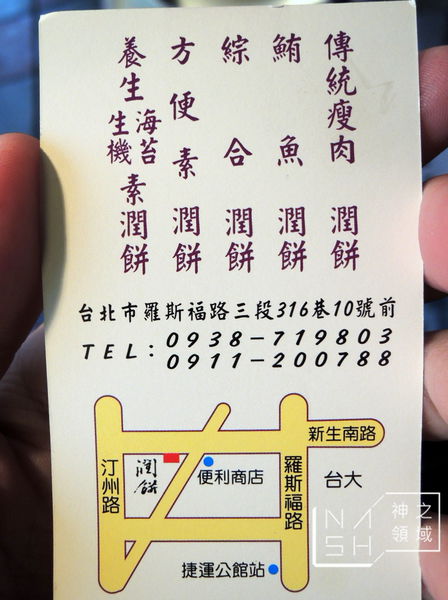 傳統瘦肉潤餅
鮪魚潤餅
綜合潤餅
方便素潤餅
養生海苔生機素潤餅
台北市羅斯福路三段316巷10號前
TEL：0938-719803
0911-200788
新生南路
汀州路
潤餅
便利商店
羅斯福路
台大
捷運公館站
NASH
神之領域